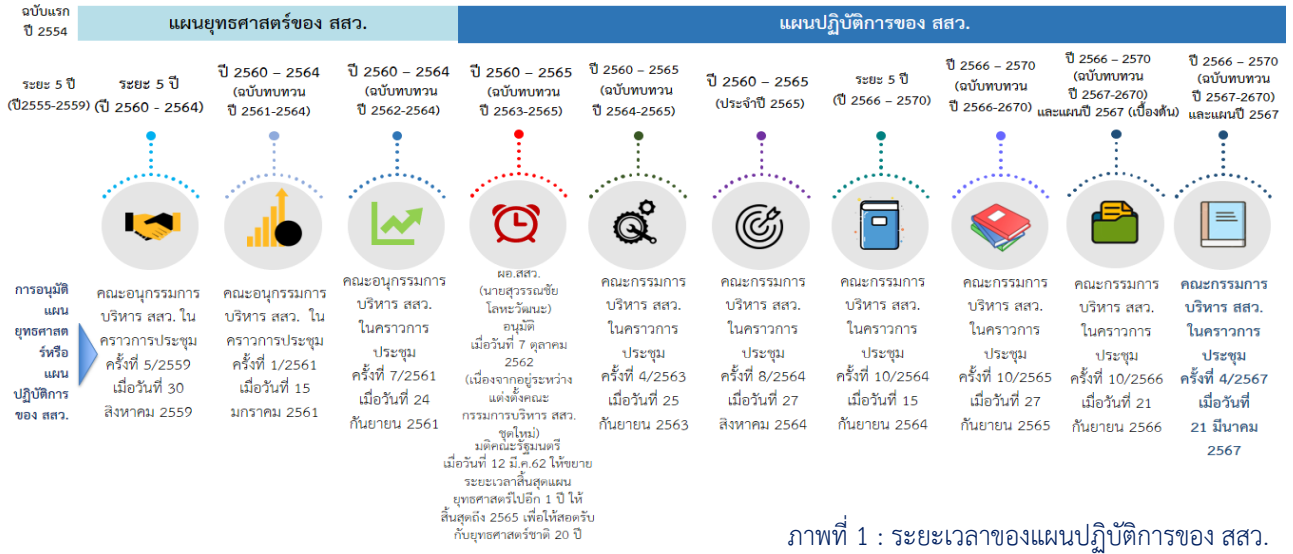 ฉบับแรก
ปี 2554
แผนยุทธศาสตร์ของ สสว.
แผนปฏิบัติการของ สสว.
ระยะ 5 ปี
(ปี2555-2559)
ระยะ 5 ปี
(ปี 2560 - 2564)
ปี 2560 – 2564
(ฉบับทบทวน
ปี 2561-2564)
ปี 2560 – 2564
(ฉบับทบทวน
ปี 2562-2564)
ปี 2560 – 2565
(ฉบับทบทวน
ปี 2563-2565)
ปี 2560 – 2565
(ฉบับทบทวน
ปี 2564-2565)
ปี 2560 – 2565
(ประจำปี 2565)
ระยะ 5 ปี
(ปี 2566 – 2570)
ปี 2566 – 2570
(ฉบับทบทวน
ปี 2566-2670)
ปี 2566 – 2570
(ฉบับทบทวน
ปี 2567-2670)
และแผนปี 2567 (เบื้องต้น)
ปี 2566 – 2570
(ฉบับทบทวน
ปี 2567-2670)
และแผนปี 2567
การอนุมัติ
แผน
ยุทธศาสต
ร์หรือ
แผน
ปฏิบัติการ
ของ สสว.
คณะอนุกรรมการ
บริหาร สสว. ใน
คราวการประชุม
ครั้งที่ 5/2559
เมื่อวันที่ 30
สิงหาคม 2559
คณะอนุกรรมการ
บริหาร สสว. ใน
คราวการประชุม
ครั้งที่ 1/2561
เมื่อวันที่ 15
มกราคม 2561
คณะอนุกรรมการ
บริหาร สสว.
ในคราวการ
ประชุม
ครั้งที่ 7/2561
เมื่อวันที่ 24
กันยายน 2561
ผอ.สสว.
(นายสุวรรณชัย
โลหะวัฒนะ)
อนุมัติ
เมื่อวันที่ 7 ตุลาคม
2562
(เนื่องจากอยู่ระหว่าง
แต่งตั้งคณะ
กรรมการบริหาร สสว.
ชุดใหม่)
มติคณะรัฐมนตรี
เมื่อวันที่ 12 มี.ค.62 ให้ขยาย
ระยะเวลาสิ้นสุดแผน
ยุทธศาสตร์ไปอีก 1 ปี ให้
สิ้นสุดถึง 2565 เพื่อให้สอดรับ
กับยุทธศาสตร์ชาติ 20 ปี
คณะกรรมการ
บริหาร สสว.
ในคราวการ
ประชุม
ครั้งที่ 4/2563
เมื่อวันที่ 25
กันยายน 2563
คณะกรรมการ
บริหาร สสว.
ในคราวการ
ประชุม
ครั้งที่ 8/2564
เมื่อวันที่ 27
สิงหาคม 2564
คณะกรรมการ
บริหาร สสว.
ในคราวการ
ประชุม
ครั้งที่ 10/2564
เมื่อวันที่ 15
กันยายน 2564
คณะกรรมการ
บริหาร สสว.
ในคราวการ
ประชุม
ครั้งที่ 10/2565
เมื่อวันที่ 27
กันยายน 2565
คณะกรรมการ
บริหาร สสว.
ในคราวการ
ประชุม
ครั้งที่ 10/2566
เมื่อวันที่ 21
กันยายน 2566
คณะกรรมการ
บริหาร สสว.
ในคราวการ
ประชุม
ครั้งที่ 4/2567
เมื่อวันที่
21 มีนาคม
2567
ภาพที่ 1 : ระยะเวลาของแผนปฏิบัติการของ สสว.